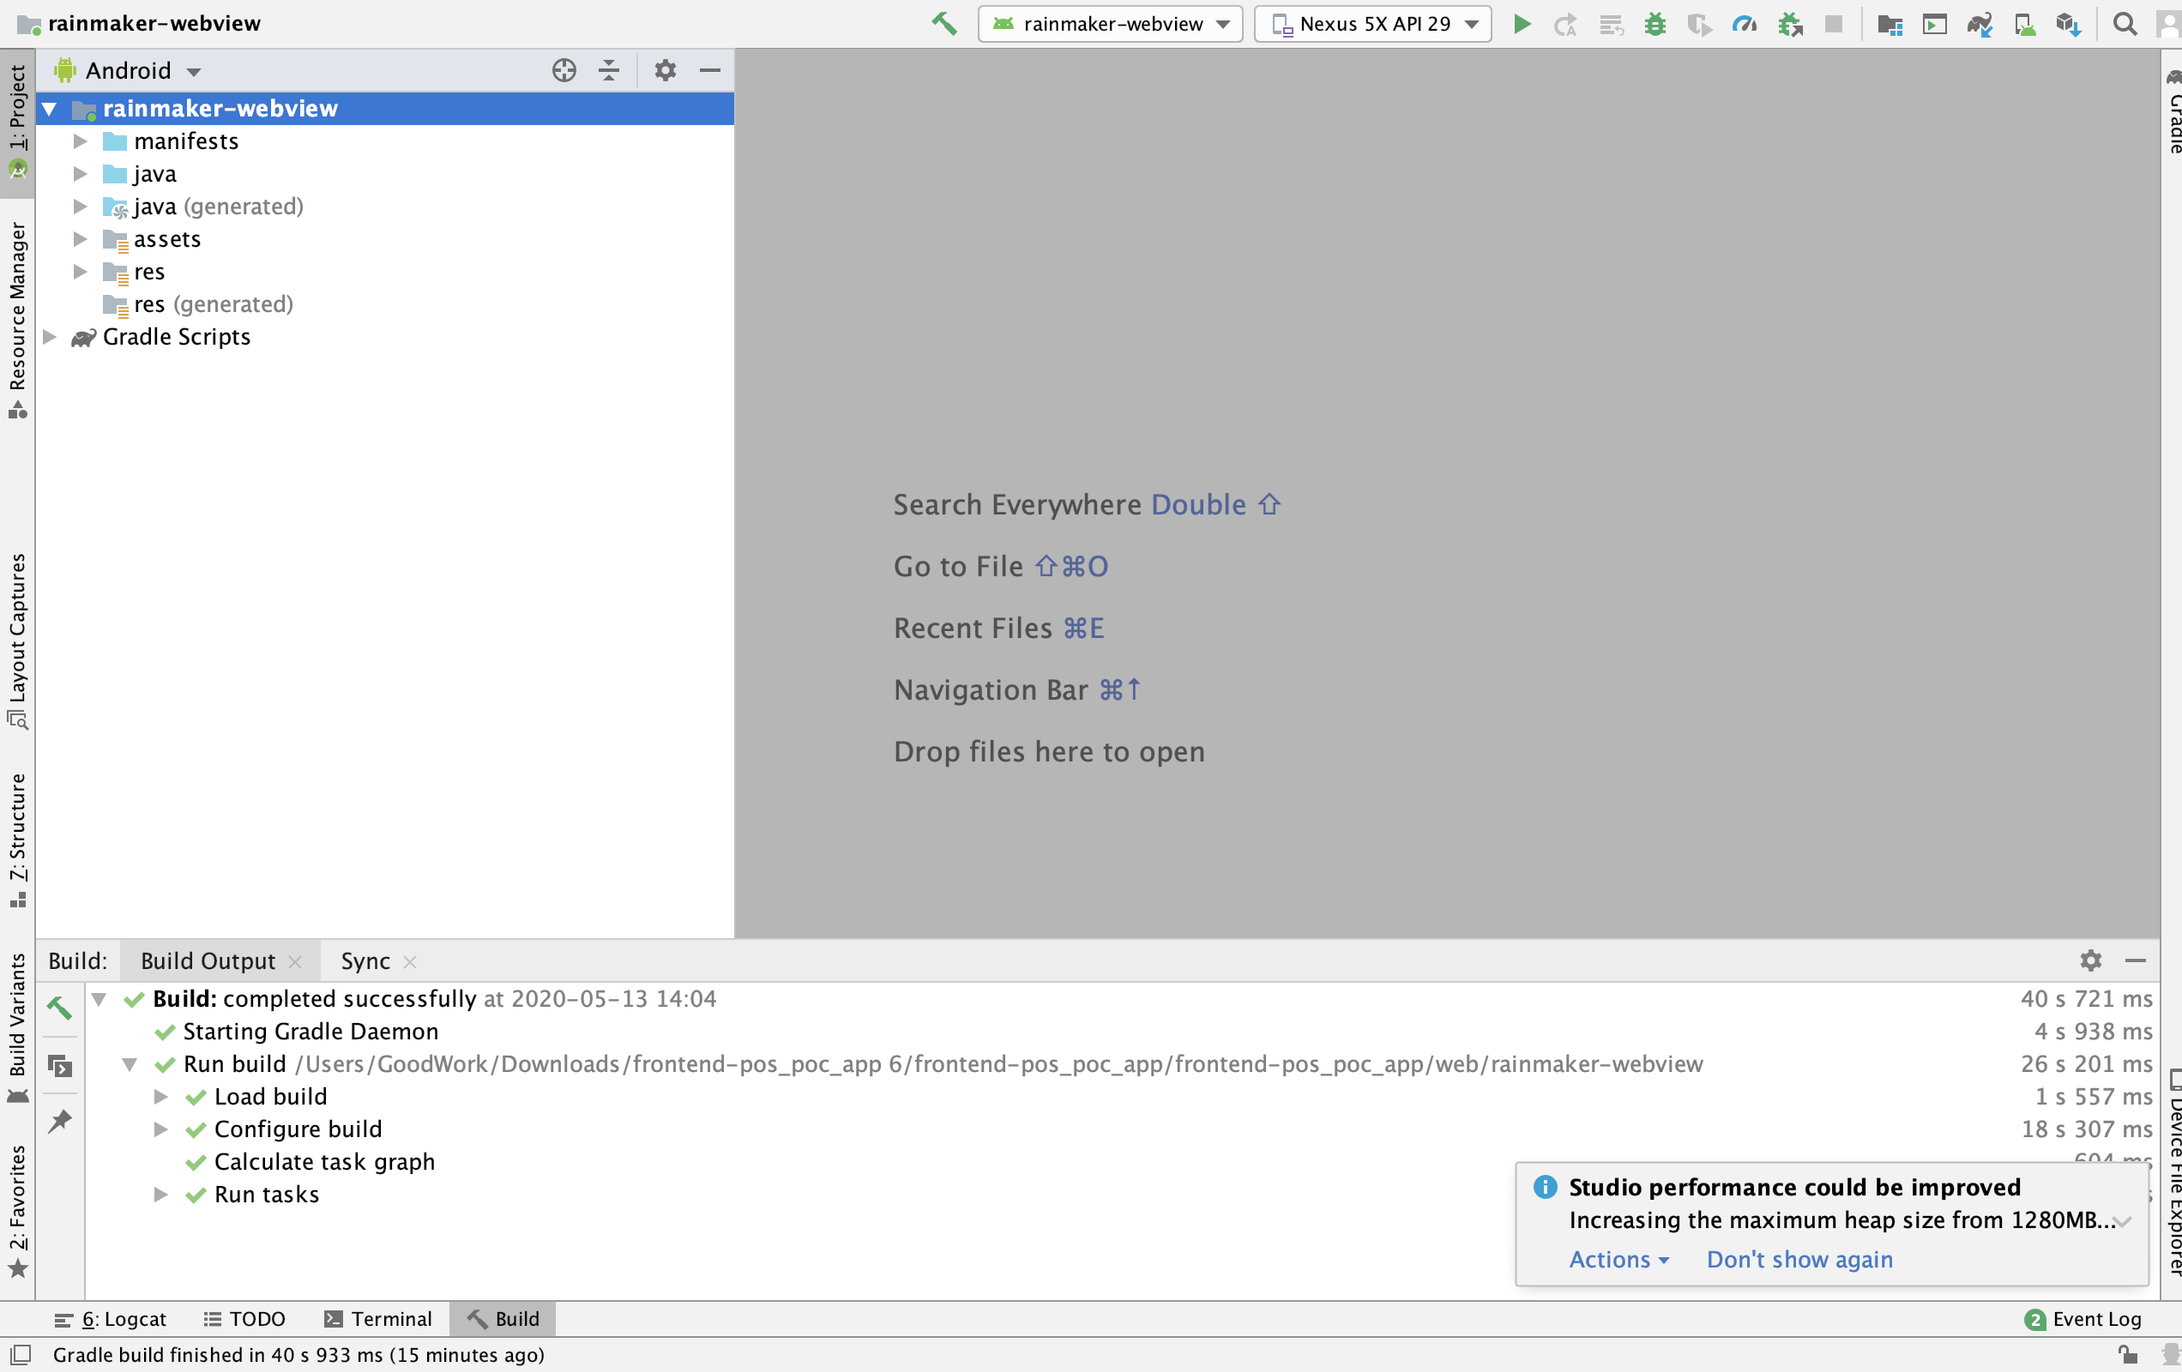 rainmaker-webview
rainmaker-webview
Nexus 5X API 29
1: Project
Android
rainmaker-webview
manifests
java
java (generated)
assets
res
res (generated)
Gradle Scripts
Resource Manager
Layout Captures
7: Structure
Build Variants
2: Favorites
Gradle
Device File Explorer
Search Everywhere Double ⇧
Go to File ⇧⌘O
Recent Files ⌘E
Navigation Bar ⌘↑
Drop files here to open
Build:
Build Output
Sync
Build: completed successfully at 2020-05-13 14:04 40 s 721 ms
Starting Gradle Daemon 4 s 938 ms
Run build /Users/GoodWork/Downloads/frontend-pos_poc_app 6/frontend-pos_poc_app/frontend-pos_poc_app/web/rainmaker-webview 26 s 201 ms
Load build 1 s 557 ms
Configure build 18 s 307 ms
Calculate task graph
Run tasks
Studio performance could be improved
Increasing the maximum heap size from 1280MB...
Actions Don't show again
6: Logcat
TODO
Terminal
Build
2 Event Log
Gradle build finished in 40 s 933 ms (15 minutes ago)